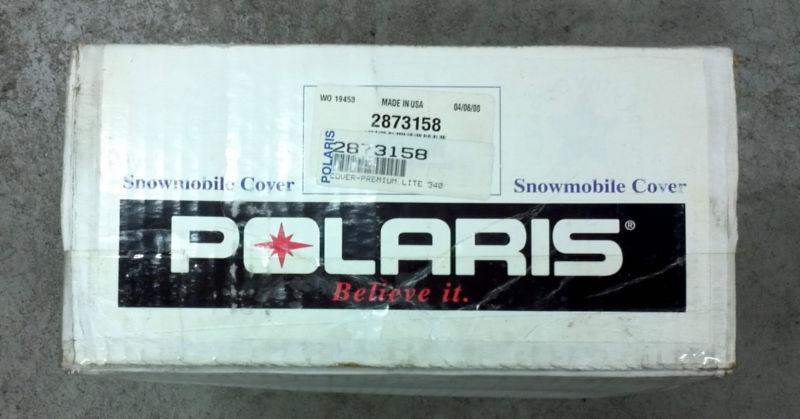 WO 19453 MADE IN USA 04/06/00
2873158
POLARIS
2873158
COVER-PREMIUM LITE 340
Snowmobile Cover Snowmobile Cover
POLARIS®
Believe it.